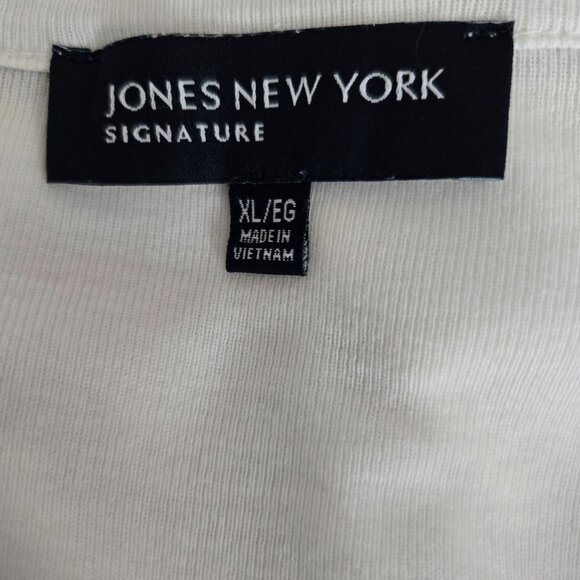 JONES NEW YORK
SIGNATURE
XL/EG
MADE IN
VIETNAM